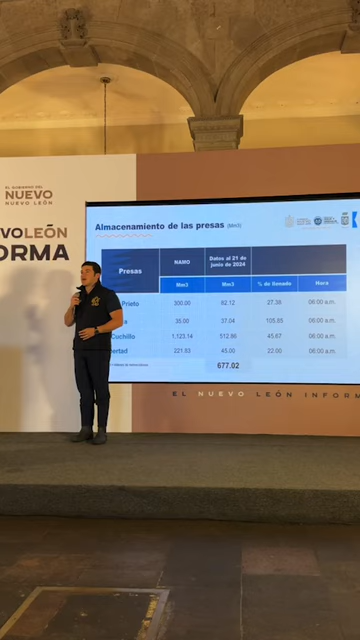 EL GOBIERNO DEL
NUEVO
NUEVO LEÓN
VOLEÓN
ORMA
Almacenamiento de las presas (Mm3)
Presas
NAMO
Datos al 21 de
junio de 2024
Mm3 Mm3 % de llenado Hora
Prieto 300.00 82.12 27.38 06:00 a.m.
35.00 37.04 105.85 06:00 a.m.
Cuchillo 1,123.14 512.86 45.67 06:00 a.m.
ertad 221.83 45.00 22.00 06:00 a.m.
677.02
EL NUEVO LEÓN INFORM